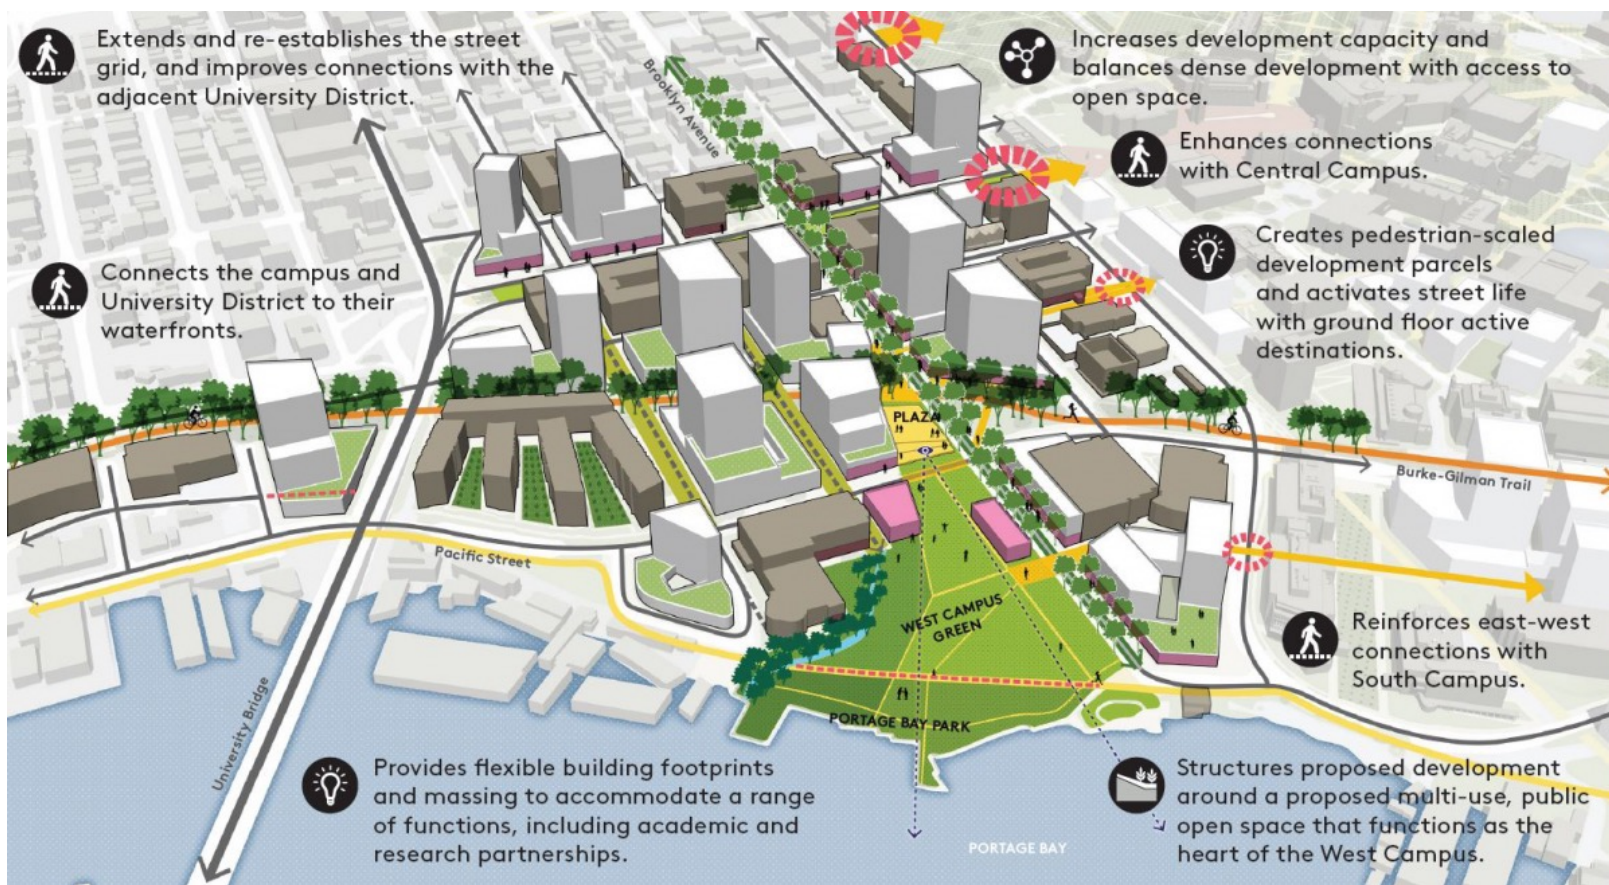 Extends and re-establishes the street
grid, and improves connections with the
adjacent University District.
Brooklyn Avenue
Increases development capacity and
balances dense development with access to
open space.
Enhances connections
with Central Campus.
Connects the campus and
University District to their
waterfronts.
Creates pedestrian-scaled
development parcels
and activates street life
with ground floor active
destinations.
PLAZA
Burke-Gilman Trail
Pacific Street
WEST CAMPUS
GREEN
Reinforces east-west
connections with
South Campus.
PORTAGE BAY PARK
University Bridge
Provides flexible building footprints
and massing to accommodate a range
of functions, including academic and
research partnerships.
Structures proposed development
around a proposed multi-use, public
open space that functions as the
heart of the West Campus.
PORTAGE BAY